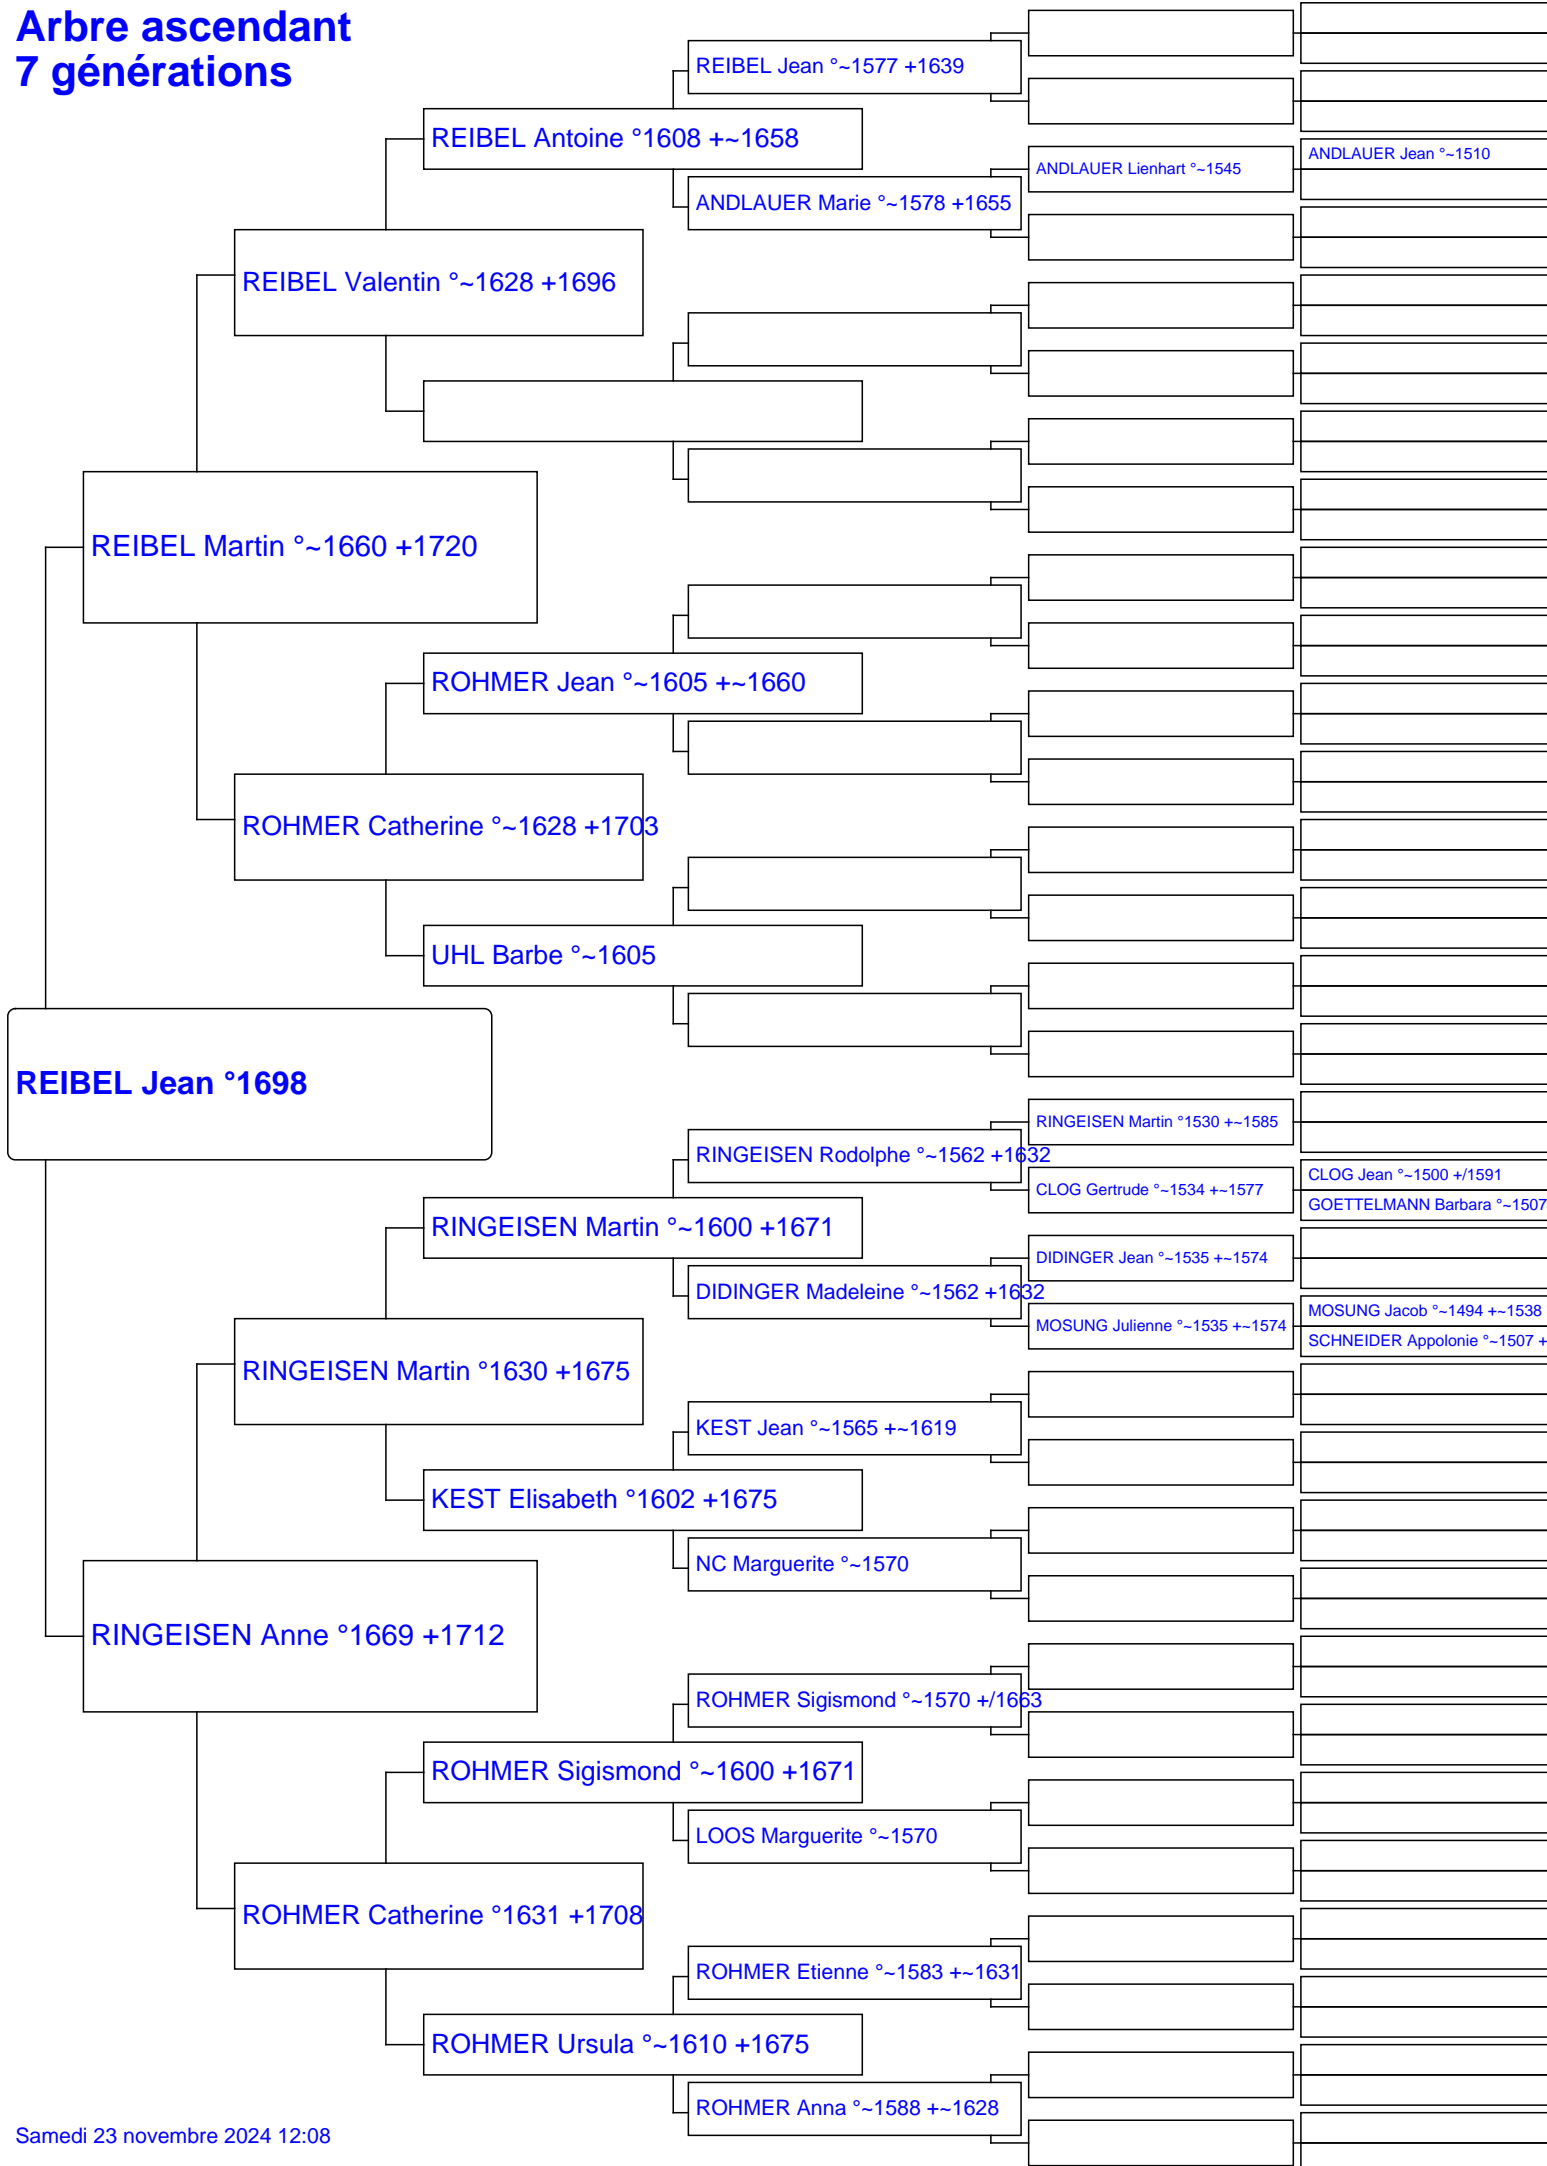 Arbre ascendant
7 générations
REIBEL Jean °~1577 +1639
REIBEL Antoine °1608 +~1658
ANDLAUER Jean °~1510
ANDLAUER Lienhart °~1545
ANDLAUER Marie °~1578 +1655
REIBEL Valentin °~1628 +1696
REIBEL Martin °~1660 +1720
ROHMER Jean °~1605 +~1660
ROHMER Catherine °~1628 +1703
UHL Barbe °~1605
REIBEL Jean °1698
RINGEISEN Martin °1530 +~1585
RINGEISEN Rodolphe °~1562 +1632
CLOG Jean °~1500 +/1591
CLOG Gertrude °~1534 +~1577
GOETTELMANN Barbara °~1507
RINGEISEN Martin °~1600 +1671
DIDINGER Jean °~1535 +~1574
DIDINGER Madeleine °~1562 +1632
MOSUNG Jacob °~1494 +~1538
MOSUNG Julienne °~1535 +~1574
SCHNEIDER Appolonie °~1507 +
RINGEISEN Martin °1630 +1675
KEST Jean °~1565 +~1619
KEST Elisabeth °1602 +1675
NC Marguerite °~1570
RINGEISEN Anne °1669 +1712
ROHMER Sigismond °~1570 +/1663
ROHMER Sigismond °~1600 +1671
LOOS Marguerite °~1570
ROHMER Catherine °1631 +1708
ROHMER Etienne °~1583 +~1631
ROHMER Ursula °~1610 +1675
ROHMER Anna °~1588 +~1628
Samedi 23 novembre 2024 12:08